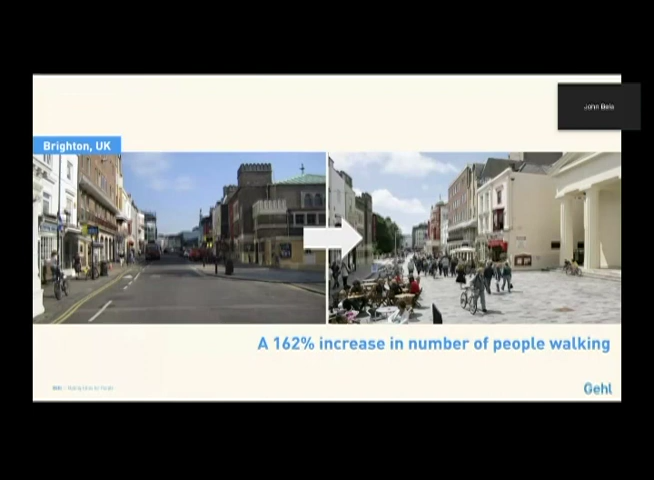 John Bela
Brighton, UK
A 162% increase in number of people walking
Gehl